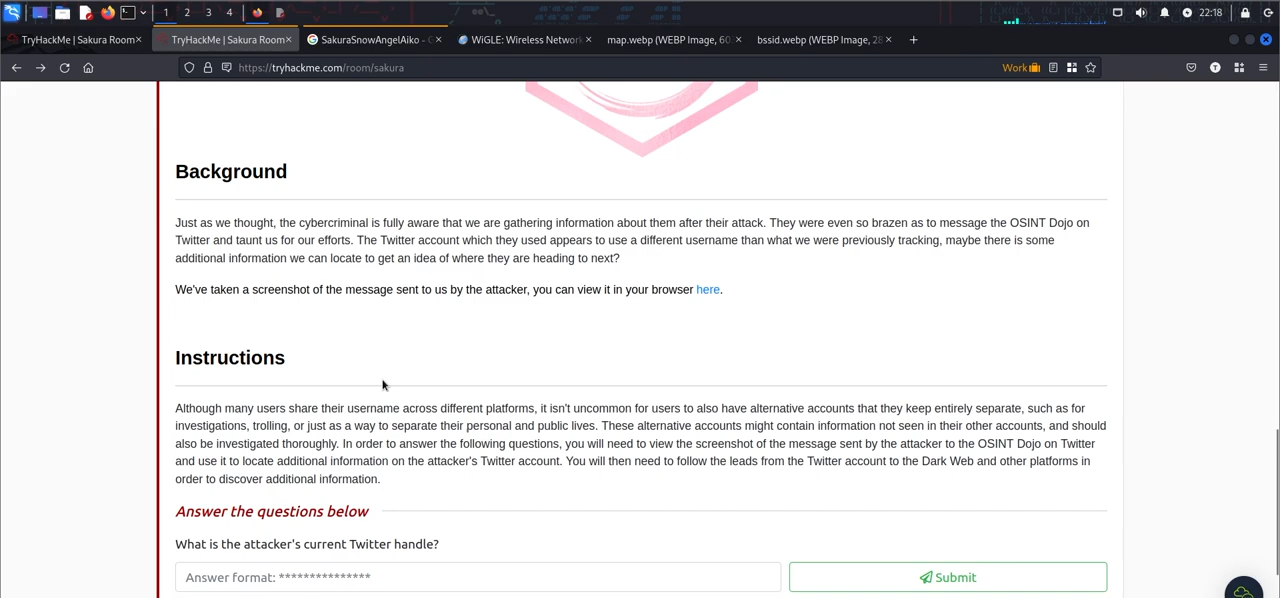 1 2 3 4 22:18
TryHackMe | Sakura Room × TryHackMe | Sakura Room × SakuraSnowAngelAiko - × WiGLE: Wireless Network × map.webp (WEBP Image, 60 × bssid.webp (WEBP Image, 28 × +
https://tryhackme.com/room/sakura Work
Background
Just as we thought, the cybercriminal is fully aware that we are gathering information about them after their attack. They were even so brazen as to message the OSINT Dojo on
Twitter and taunt us for our efforts. The Twitter account which they used appears to use a different username than what we were previously tracking, maybe there is some
additional information we can locate to get an idea of where they are heading to next?
We've taken a screenshot of the message sent to us by the attacker, you can view it in your browser here.
Instructions
Although many users share their username across different platforms, it isn't uncommon for users to also have alternative accounts that they keep entirely separate, such as for
investigations, trolling, or just as a way to separate their personal and public lives. These alternative accounts might contain information not seen in their other accounts, and should
also be investigated thoroughly. In order to answer the following questions, you will need to view the screenshot of the message sent by the attacker to the OSINT Dojo on Twitter
and use it to locate additional information on the attacker's Twitter account. You will then need to follow the leads from the Twitter account to the Dark Web and other platforms in
order to discover additional information.
Answer the questions below
What is the attacker's current Twitter handle?
Answer format: *************** Submit